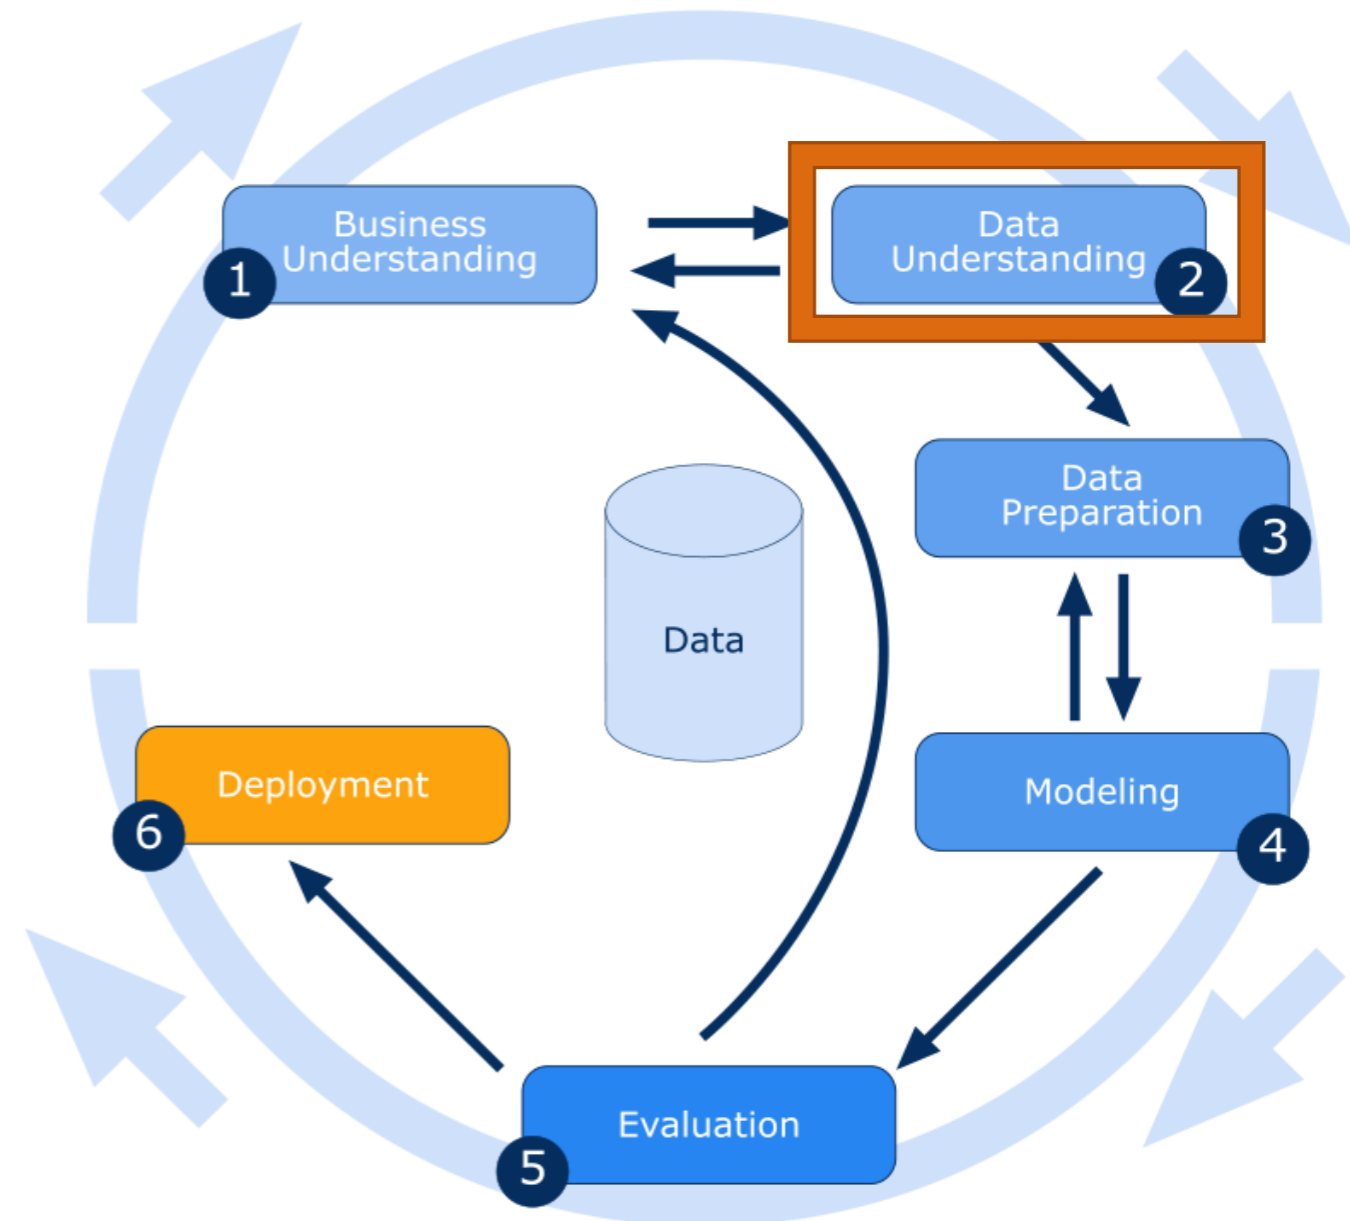 Business
Understanding
1
Data
Understanding
2
Data
Preparation
3
Data
Deployment
6
Modeling
4
Evaluation
5